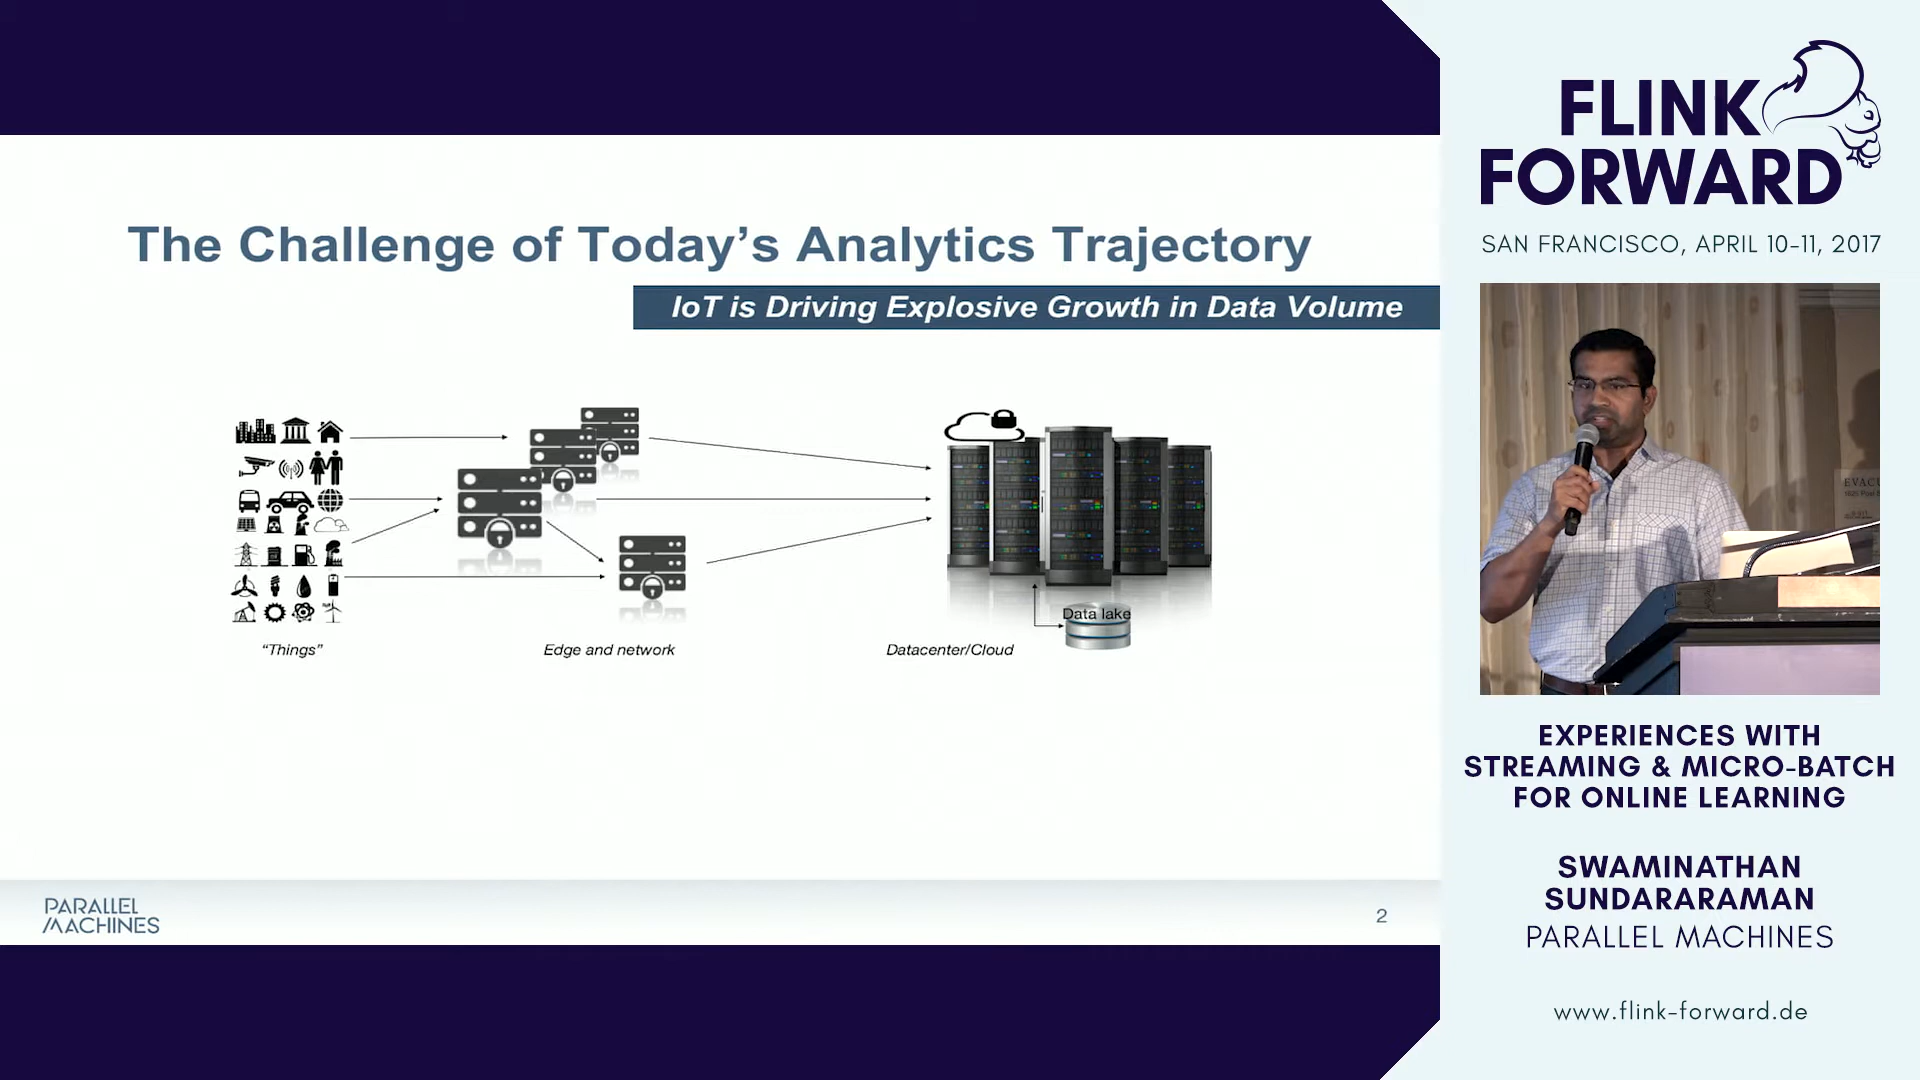 The Challenge of Today's Analytics Trajectory
IoT is Driving Explosive Growth in Data Volume
"Things"
Edge and network
Datacenter/Cloud
Data lake
PARALLEL
MACHINES
2
FLINK
FORWARD
SAN FRANCISCO, APRIL 10-11, 2017
EXPERIENCES WITH
STREAMING & MICRO-BATCH
FOR ONLINE LEARNING
SWAMINATHAN
SUNDARARAMAN
PARALLEL MACHINES
www.flink-forward.de